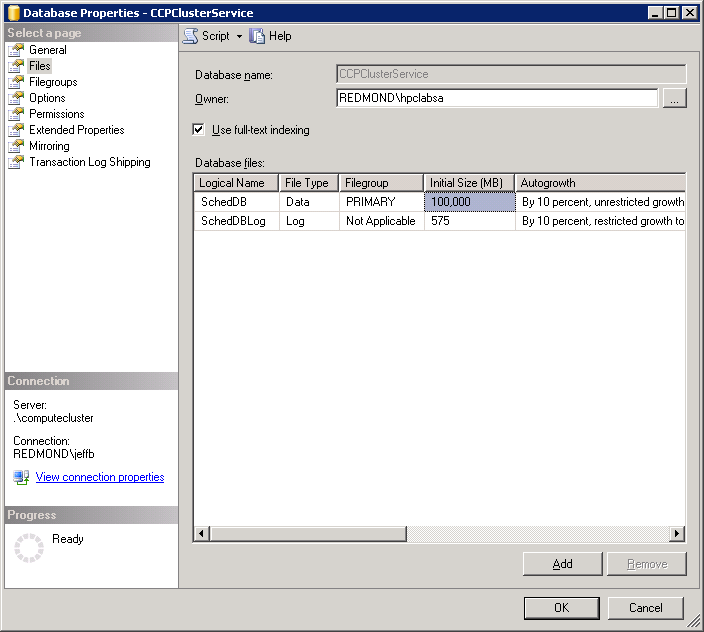 Database Properties - CCPClusterService
Select a page
General
Files
Filegroups
Options
Permissions
Extended Properties
Mirroring
Transaction Log Shipping
Connection
Server:
.\computecluster
Connection:
REDMOND\jeffb
View connection properties
Progress
Ready
Script Help
Database name: CCPClusterService
Owner: REDMOND\hpclabsa ...
Use full-text indexing
Database files:
Logical Name File Type Filegroup Initial Size (MB) Autogrowth
SchedDB Data PRIMARY 100,000 By 10 percent, unrestricted growth
SchedDBLog Log Not Applicable 575 By 10 percent, restricted growth to
Add Remove
OK Cancel